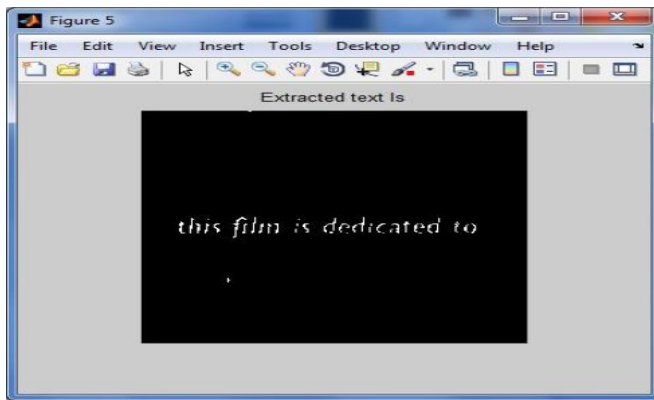 Figure 5
File Edit View Insert Tools Desktop Window Help
Extracted text Is
this film is dedicated to